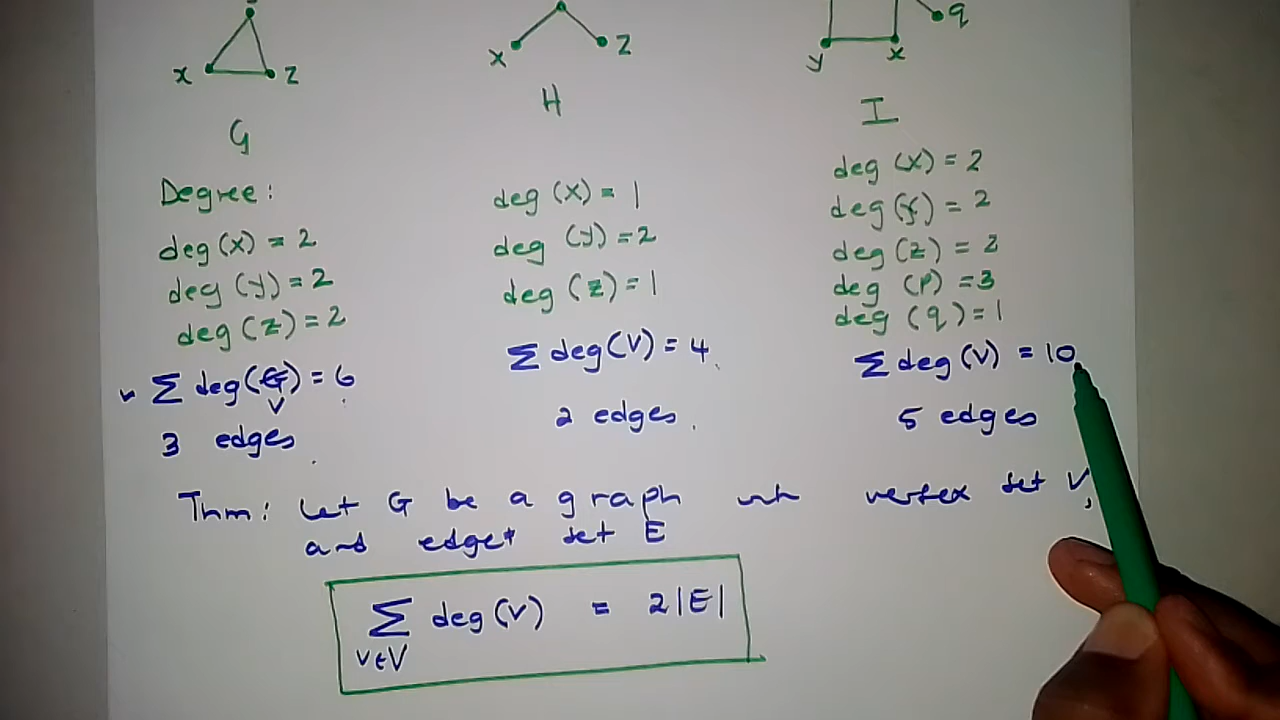 x z
G
Degree:
deg (x) = 2
deg (y) = 2
deg (z) = 2
∑ deg(G) = 6
v
3 edges
x z
H
deg (x) = 1
deg (y) = 2
deg (z) = 1
∑ deg(V) = 4
2 edges
q
y x
I
deg (x) = 2
deg (y) = 2
deg (z) = 2
deg (p) = 3
deg (q) = 1
∑ deg (V) = 10
5 edges
Thm: Let G be a graph with vertex set V,
and edge set E
∑ deg(v) = 2|E|
v∈V